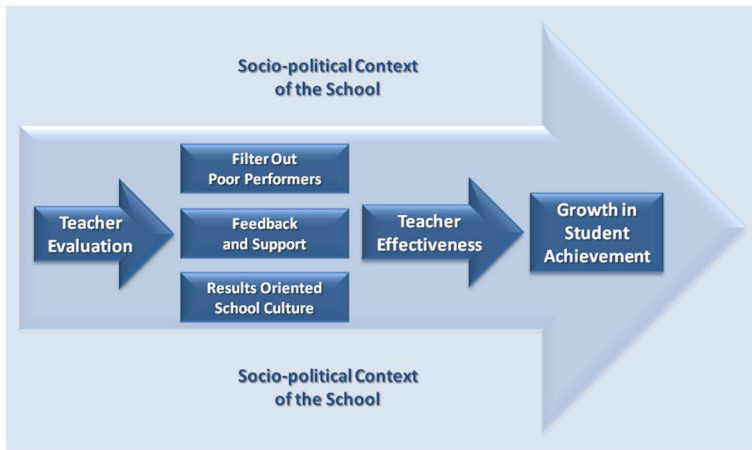 Socio-political Context
of the School
Teacher
Evaluation
Filter Out
Poor Performers
Feedback
and Support
Results Oriented
School Culture
Teacher
Effectiveness
Growth in
Student
Achievement
Socio-political Context
of the School